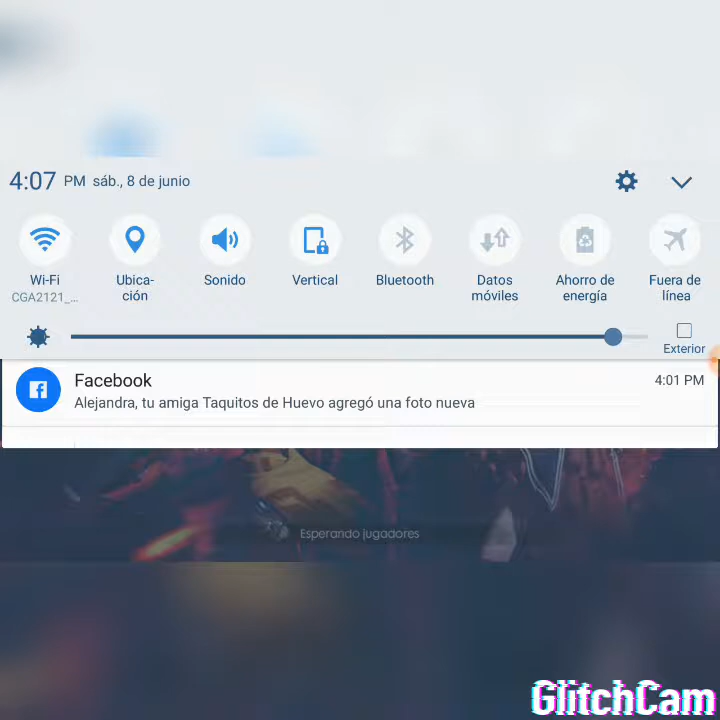 4:07 PM sáb., 8 de junio
Wi-Fi
CGA2121_...
Ubica-
ción
Sonido
Vertical
Bluetooth
Datos
móviles
Ahorro de
energía
Fuera de
línea
Exterior
Facebook
4:01 PM
Alejandra, tu amiga Taquitos de Huevo agregó una foto nueva
Esperando jugadores
GlitchCam